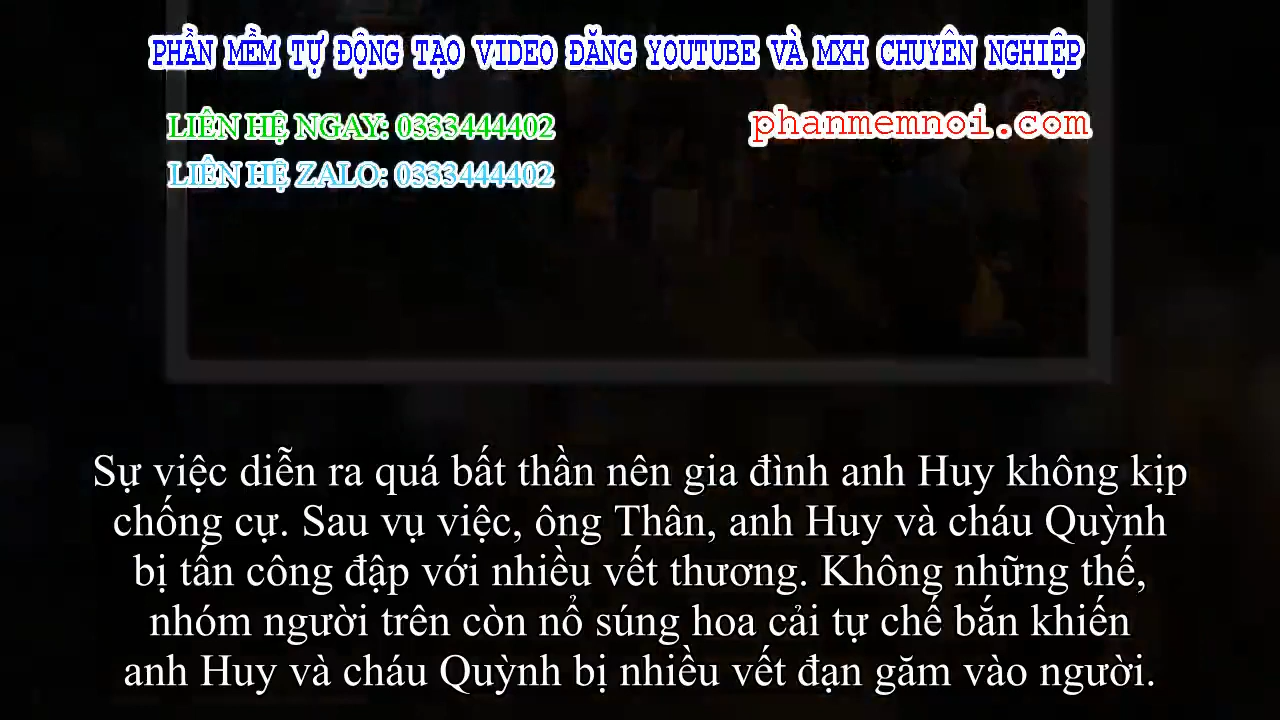 PHẦN MỀM TỰ ĐỘNG TẠO VIDEO ĐĂNG YOUTUBE VÀ MXH CHUYÊN NGHIỆP
LIÊN HỆ NGAY: 0333444402
phanmemnoi.com
LIÊN HỆ ZALO: 0333444402
Sự việc diễn ra quá bất thần nên gia đình anh Huy không kịp
chống cự. Sau vụ việc, ông Thân, anh Huy và cháu Quỳnh
bị tấn công đập với nhiều vết thương. Không những thế,
nhóm người trên còn nổ súng hoa cải tự chế bắn khiến
anh Huy và cháu Quỳnh bị nhiều vết đạn găm vào người.